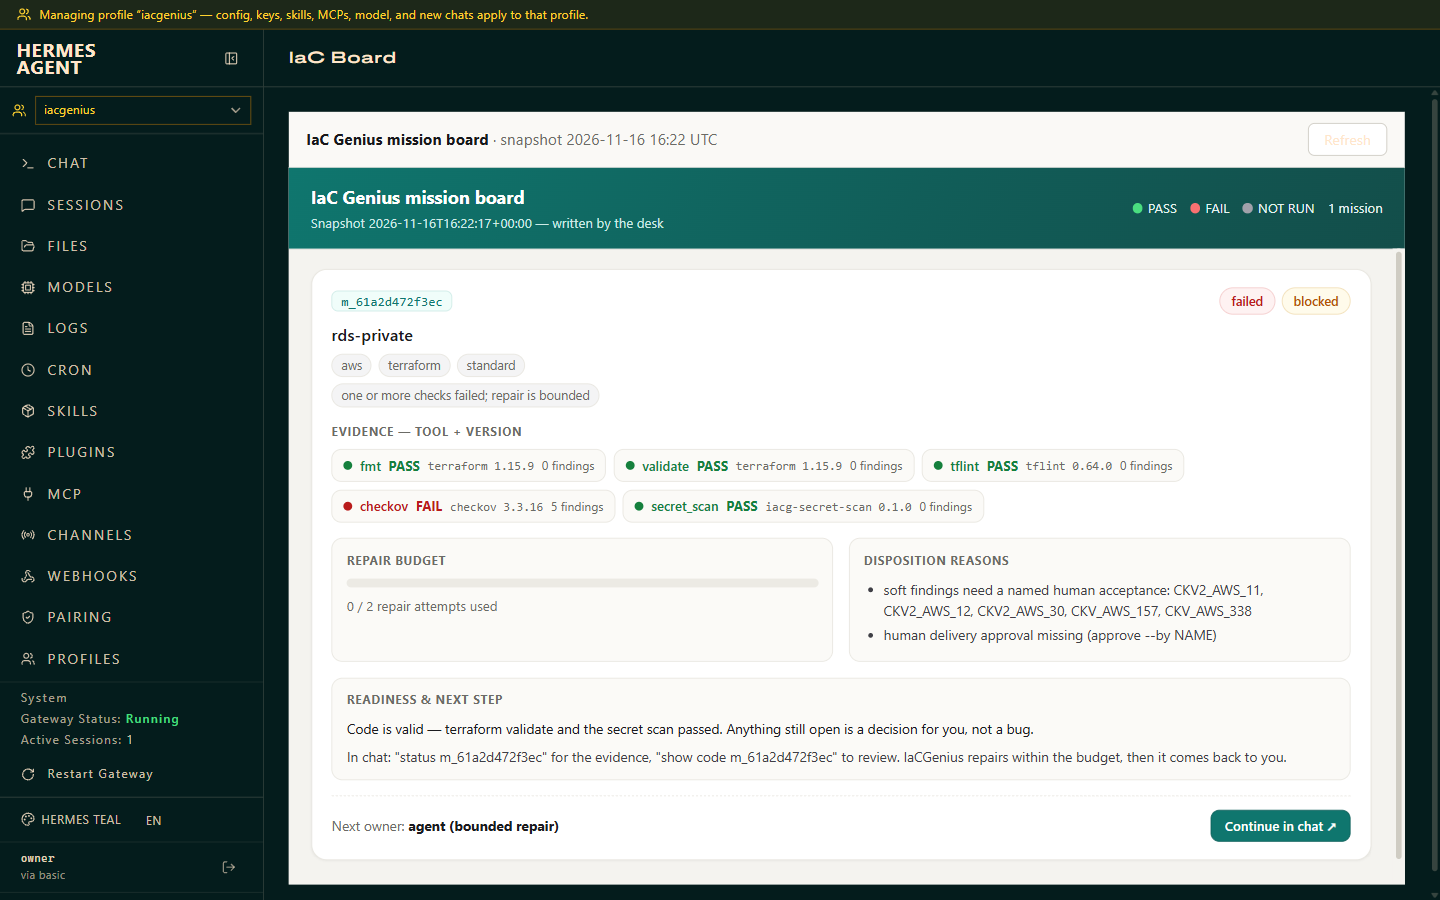 Managing profile "iacgenius" — config, keys, skills, MCPs, model, and new chats apply to that profile.
HERMES
AGENT
iacgenius
CHAT
SESSIONS
FILES
MODELS
LOGS
CRON
SKILLS
PLUGINS
MCP
CHANNELS
WEBHOOKS
PAIRING
PROFILES
System
Gateway Status: Running
Active Sessions: 1
Restart Gateway
HERMES TEAL EN
owner
via basic
IaC Board
IaC Genius mission board · snapshot 2026-11-16 16:22 UTC
Refresh
IaC Genius mission board
Snapshot 2026-11-16T16:22:17+00:00 — written by the desk
PASS FAIL NOT RUN 1 mission
m_61a2d472f3ec
failed blocked
rds-private
aws terraform standard
one or more checks failed; repair is bounded
EVIDENCE — TOOL + VERSION
fmt PASS terraform 1.15.9 0 findings
validate PASS terraform 1.15.9 0 findings
tflint PASS tflint 0.64.0 0 findings
checkov FAIL checkov 3.3.16 5 findings
secret_scan PASS iacg-secret-scan 0.1.0 0 findings
REPAIR BUDGET
0 / 2 repair attempts used
DISPOSITION REASONS
soft findings need a named human acceptance: CKV2_AWS_11,
CKV2_AWS_12, CKV2_AWS_30, CKV_AWS_157, CKV_AWS_338
human delivery approval missing (approve --by NAME)
READINESS & NEXT STEP
Code is valid — terraform validate and the secret scan passed. Anything still open is a decision for you, not a bug.
In chat: "status m_61a2d472f3ec" for the evidence, "show code m_61a2d472f3ec" to review. IaCGenius repairs within the budget, then it comes back to you.
Next owner: agent (bounded repair)
Continue in chat ↗